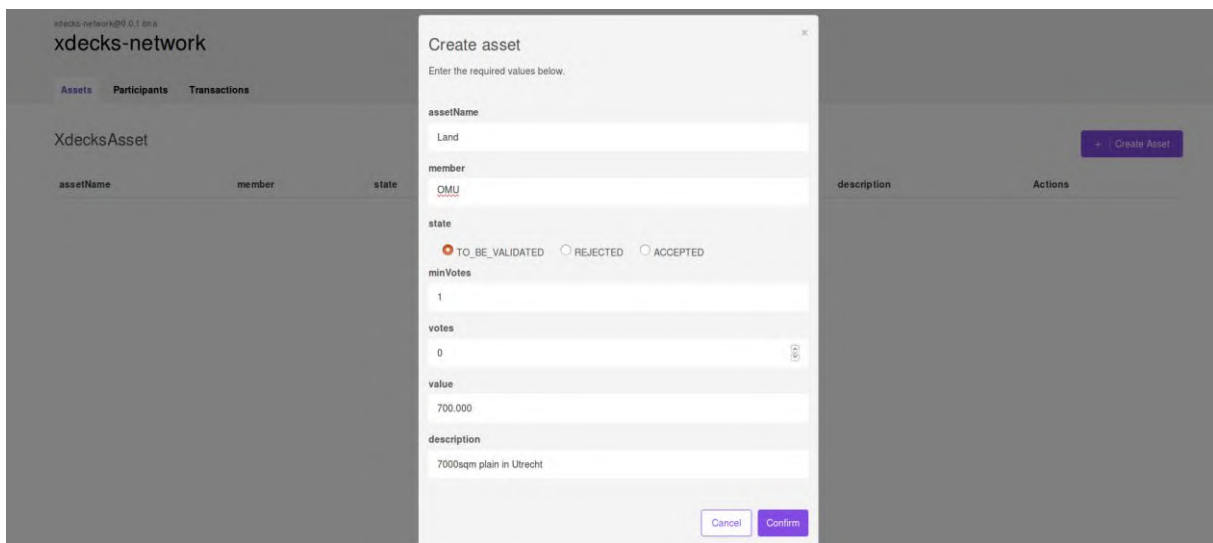 xdecks-network@0.0.1.bna
xdecks-network
Assets Participants Transactions
XdecksAsset
+ Create Asset
assetName member state description Actions
Create asset
×
Enter the required values below.
assetName
Land
member
OMU
state
TO_BE_VALIDATED REJECTED ACCEPTED
minVotes
1
votes
0
value
700.000
description
7000sqm plain in Utrecht
Cancel Confirm